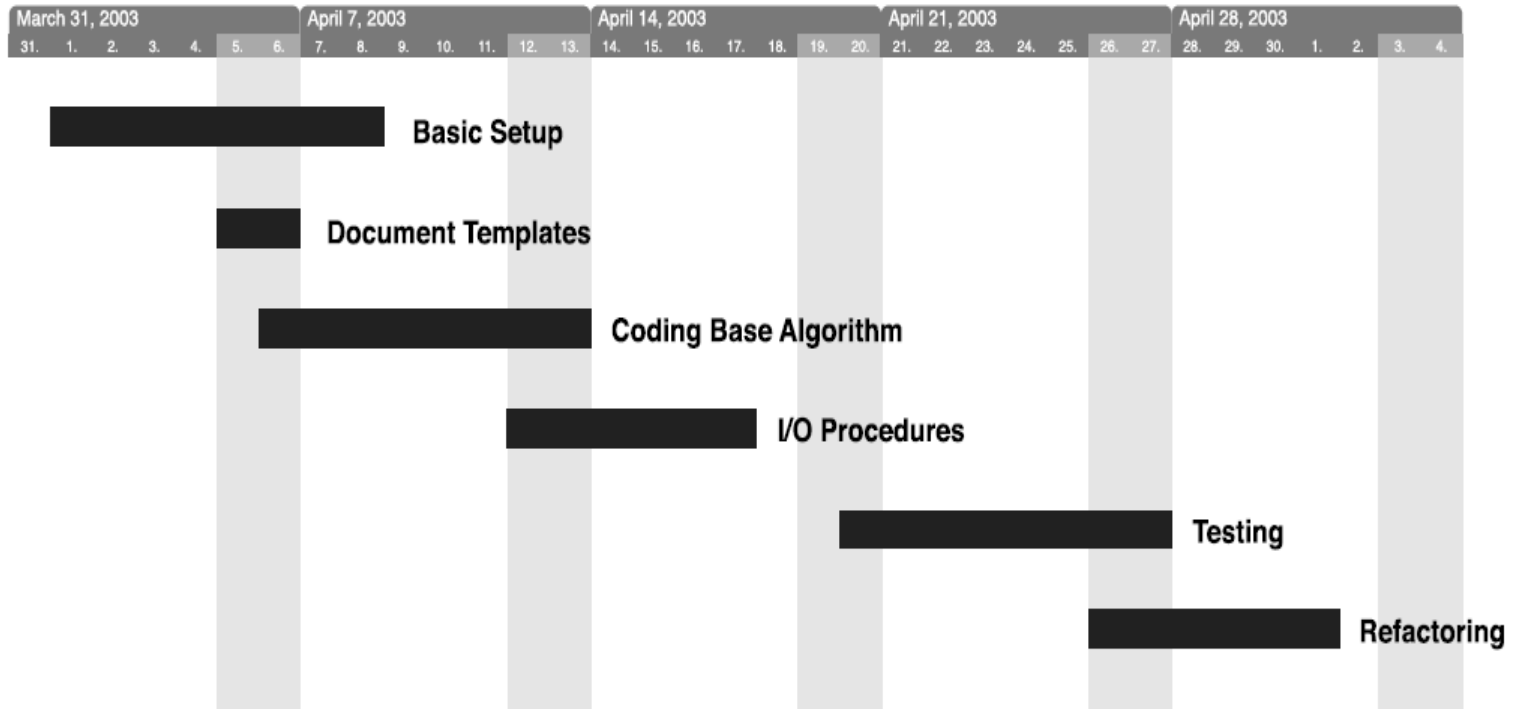 March 31, 2003 April 7, 2003 April 14, 2003 April 21, 2003 April 28, 2003
31. 1. 2. 3. 4. 5. 6. 7. 8. 9. 10. 11. 12. 13. 14. 15. 16. 17. 18. 19. 20. 21. 22. 23. 24. 25. 26. 27. 28. 29. 30. 1. 2. 3. 4.
Basic Setup
Document Templates
Coding Base Algorithm
I/O Procedures
Testing
Refactoring